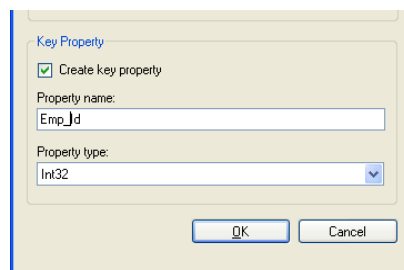 Key Property
Create key property
Property name:
Emp_Id
Property type:
Int32
OK Cancel